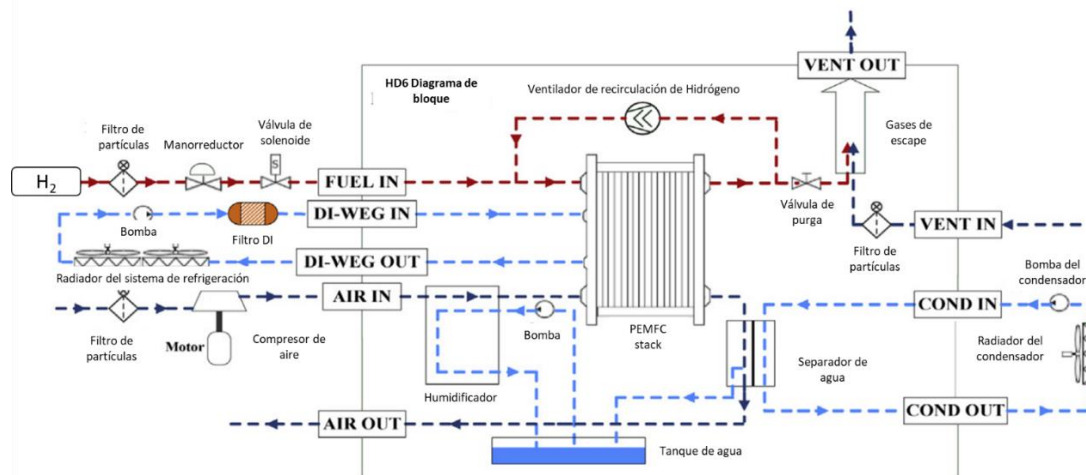 VENT OUT
HD6 Diagrama de
bloque
Ventilador de recirculación de Hidrógeno
Gases de
escape
Filtro de
partículas
Manorreductor
Válvula de
solenoide
S
H2
FUEL IN
Válvula de
purga
DI-WEG IN
Bomba
Filtro DI
VENT IN
Filtro de
partículas
DI-WEG OUT
Radiador del sistema de refrigeración
Bomba del
condensador
AIR IN
COND IN
Filtro de
partículas
Motor
Compresor de
aire
Bomba
PEMFC
stack
Radiador del
condensador
Separador de
agua
Humidificador
AIR OUT
COND OUT
Tanque de agua